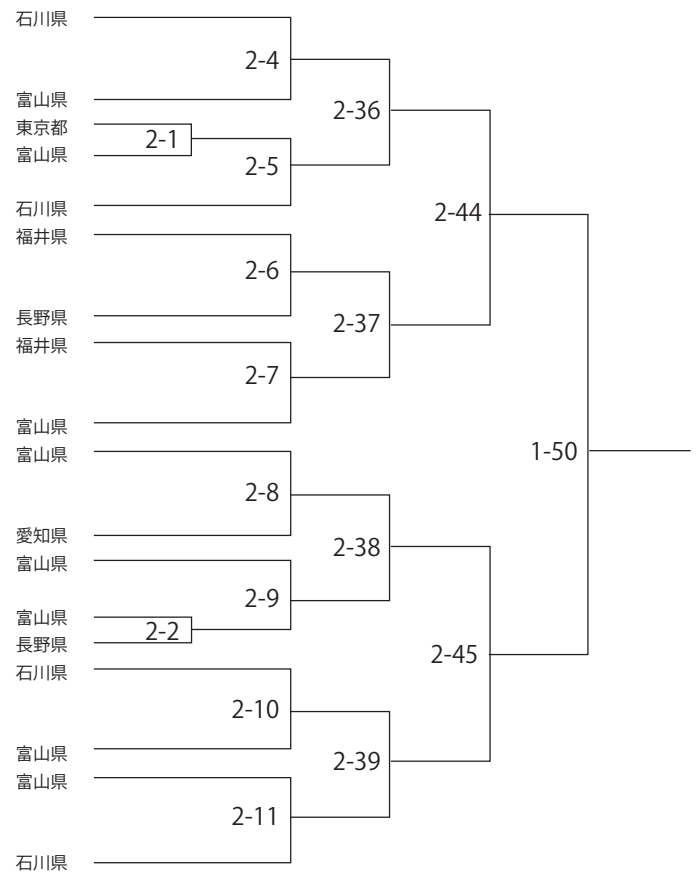 石川県
2-4
富山県
2-36
東京都
2-1
富山県
2-5
石川県
2-44
福井県
2-6
長野県
2-37
福井県
2-7
富山県
富山県
1-50
2-8
愛知県
2-38
富山県
2-9
富山県
2-2
長野県
2-45
石川県
2-10
富山県
2-39
富山県
2-11
石川県